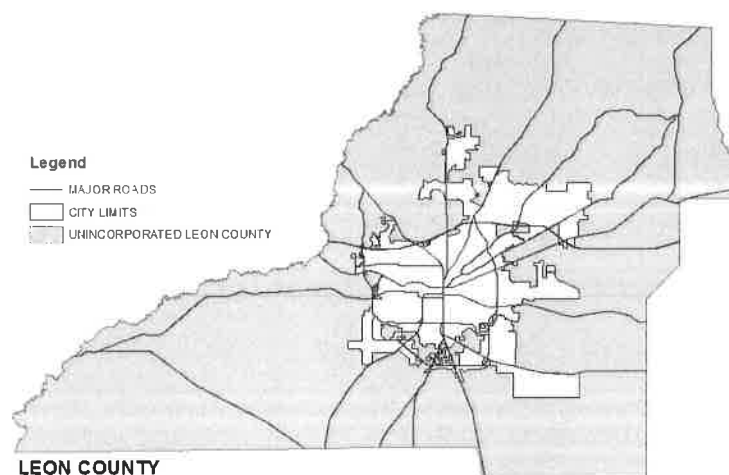 Legend
MAJOR ROADS
CITY LIMITS
UNINCORPORATED LEON COUNTY
LEON COUNTY